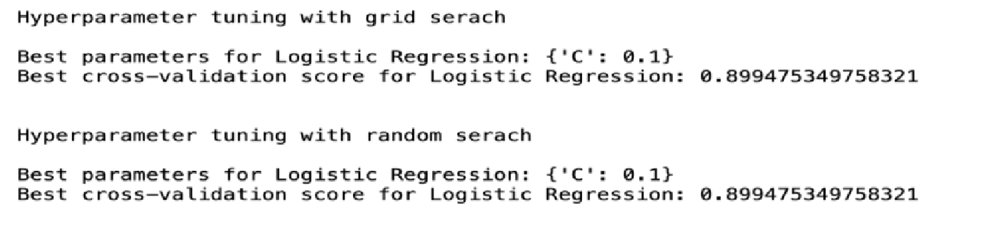 Hyperparameter tuning with grid serach
Best parameters for Logistic Regression: {'C': 0.1}
Best cross-validation score for Logistic Regression: 0.899475349758321
Hyperparameter tuning with random serach
Best parameters for Logistic Regression: {'C': 0.1}
Best cross-validation score for Logistic Regression: 0.899475349758321